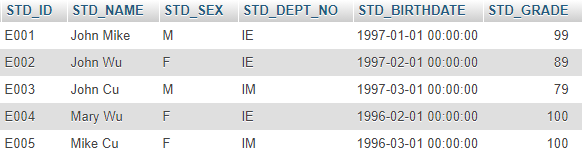 STD_ID STD_NAME STD_SEX STD_DEPT_NO STD_BIRTHDATE STD_GRADE
E001 John Mike M IE 1997-01-01 00:00:00 99
E002 John Wu F IE 1997-02-01 00:00:00 89
E003 John Cu M IM 1997-03-01 00:00:00 79
E004 Mary Wu F IE 1996-02-01 00:00:00 100
E005 Mike Cu F IM 1996-03-01 00:00:00 100